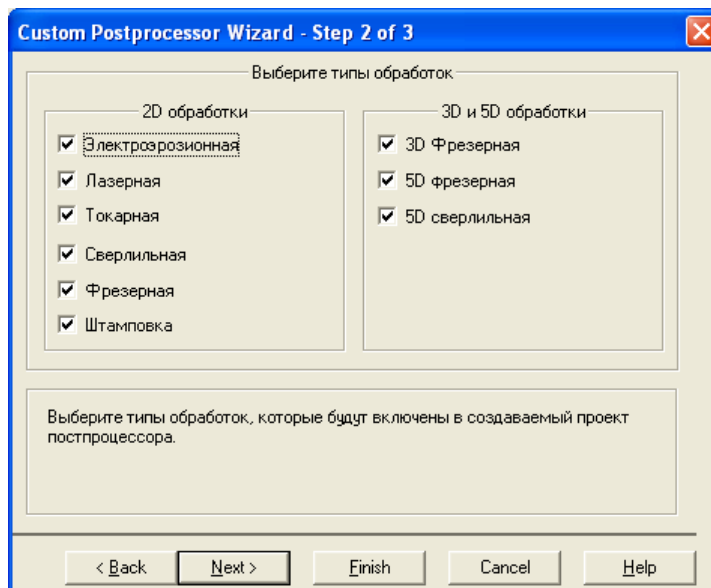 Custom Postprocessor Wizard - Step 2 of 3
Выберите типы обработок
2D обработки
Электроэрозионная
Лазерная
Токарная
Сверлильная
Фрезерная
Штамповка
3D и 5D обработки
3D Фрезерная
5D фрезерная
5D сверлильная
Выберите типы обработок, которые будут включены в создаваемый проект
постпроцессора.
< Back Next > Finish Cancel Help